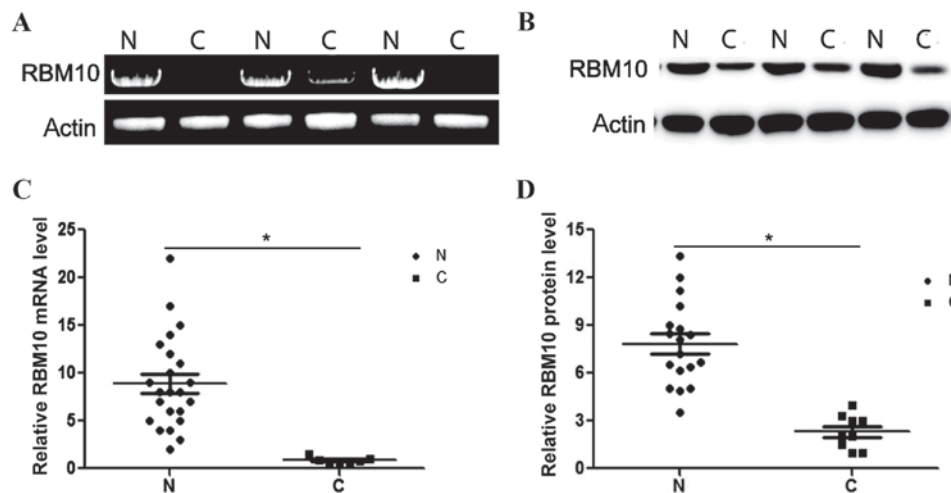 A
N C N C N C
RBM10
Actin
B
N C N C N C
RBM10
Actin
C
Relative RBM10 mRNA level
25
20
15
10
5
0
*
N
C
N C
D
Relative RBM10 protein level
15
12
9
6
3
0
*
N C